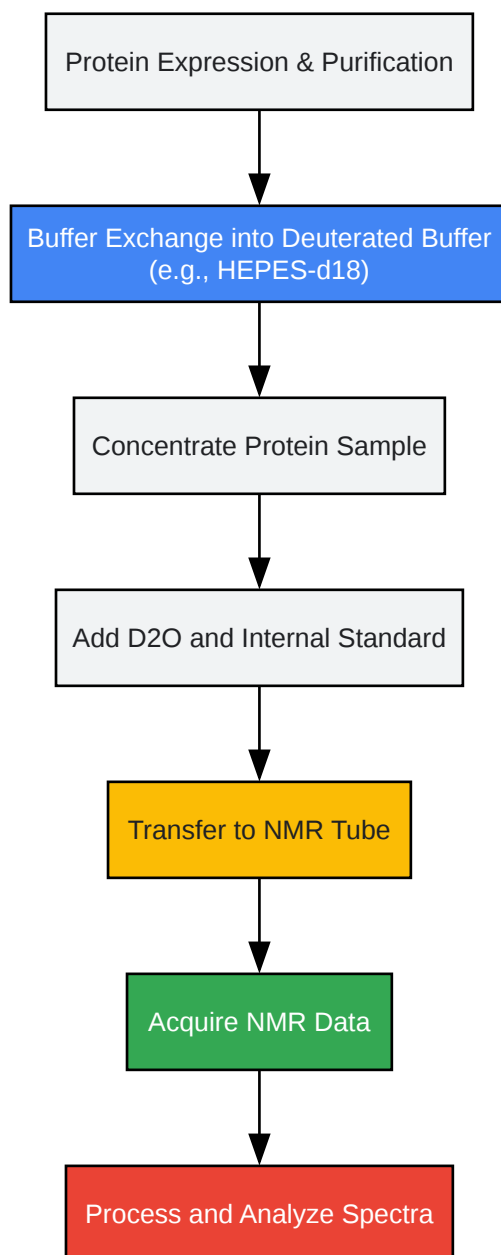 Protein Expression & Purification
Buffer Exchange into Deuterated Buffer
(e.g., HEPES-d18)
Concentrate Protein Sample
Add D2O and Internal Standard
Transfer to NMR Tube
Acquire NMR Data
Process and Analyze Spectra